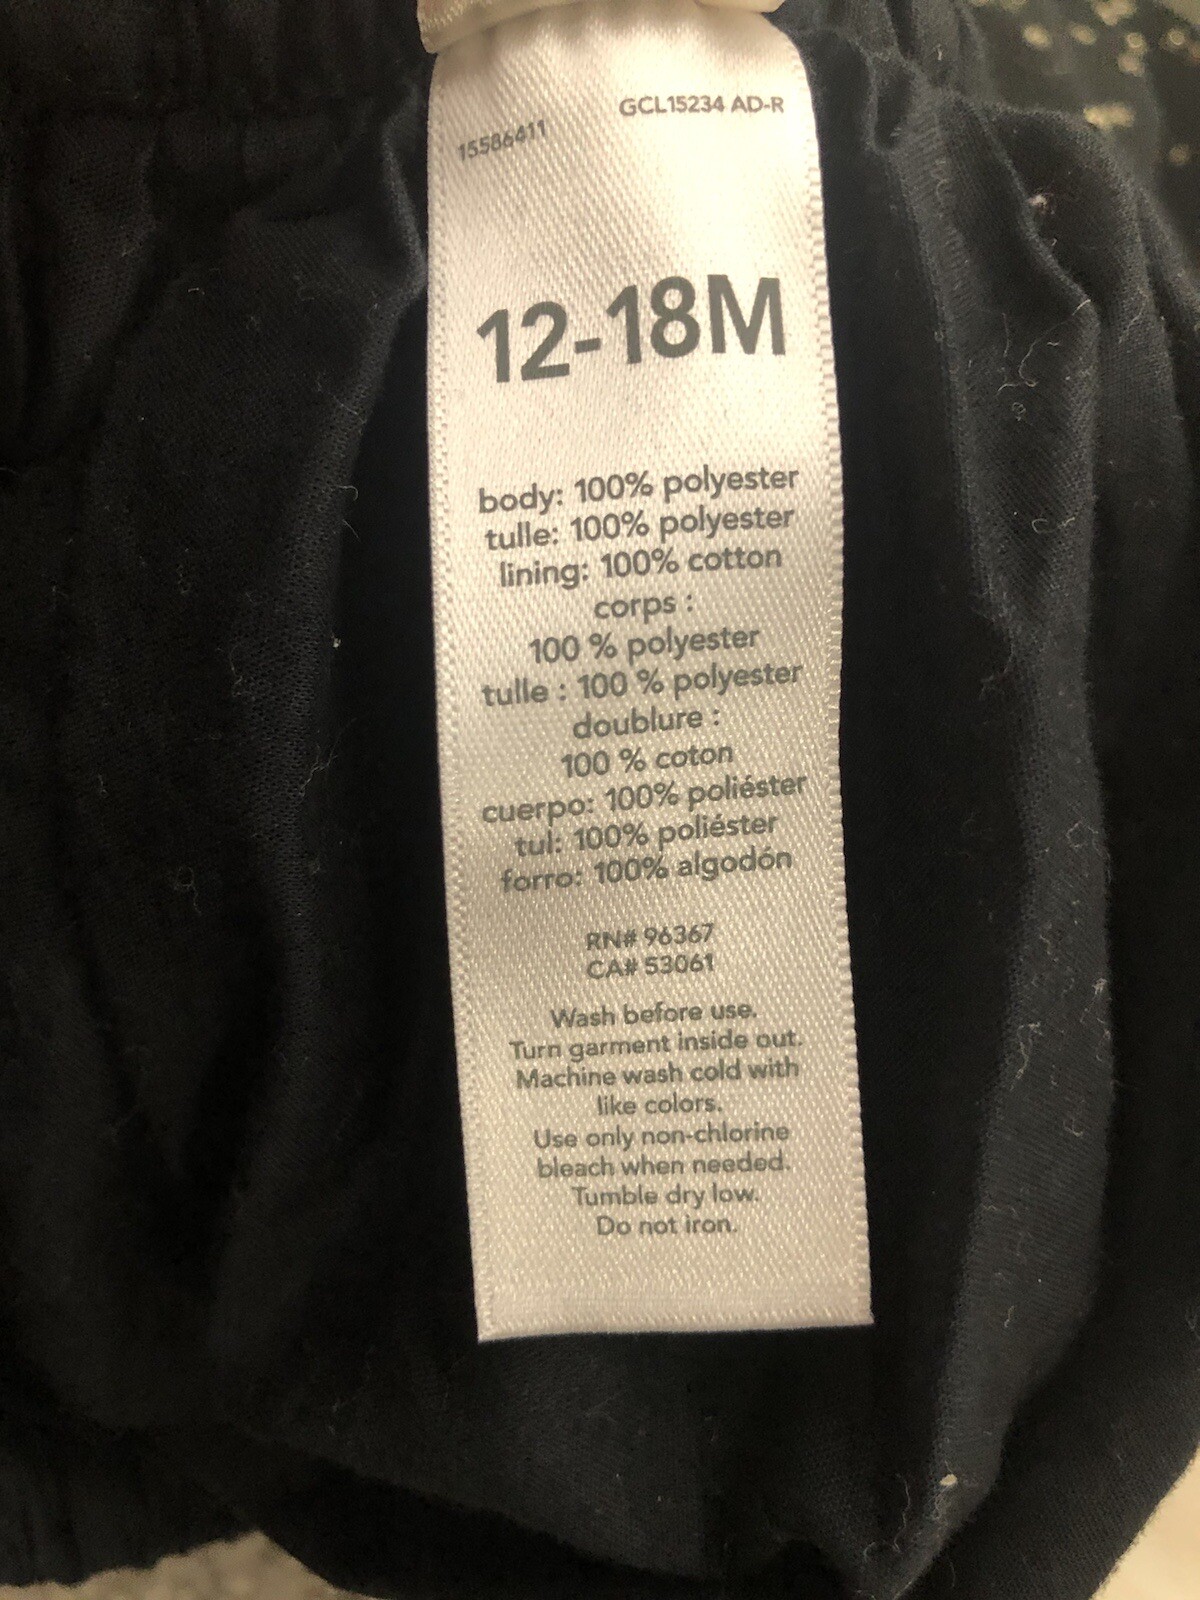 GCL15234 AD-R
15586411
12-18M
body: 100% polyester
tulle: 100% polyester
lining: 100% cotton
corps :
100 % polyester
tulle : 100 % polyester
doublure :
100 % coton
cuerpo: 100% poliéster
tul: 100% poliéster
forro: 100% algodón
RN# 96367
CA# 53061
Wash before use.
Turn garment inside out.
Machine wash cold with
like colors.
Use only non-chlorine
bleach when needed.
Tumble dry low.
Do not iron.